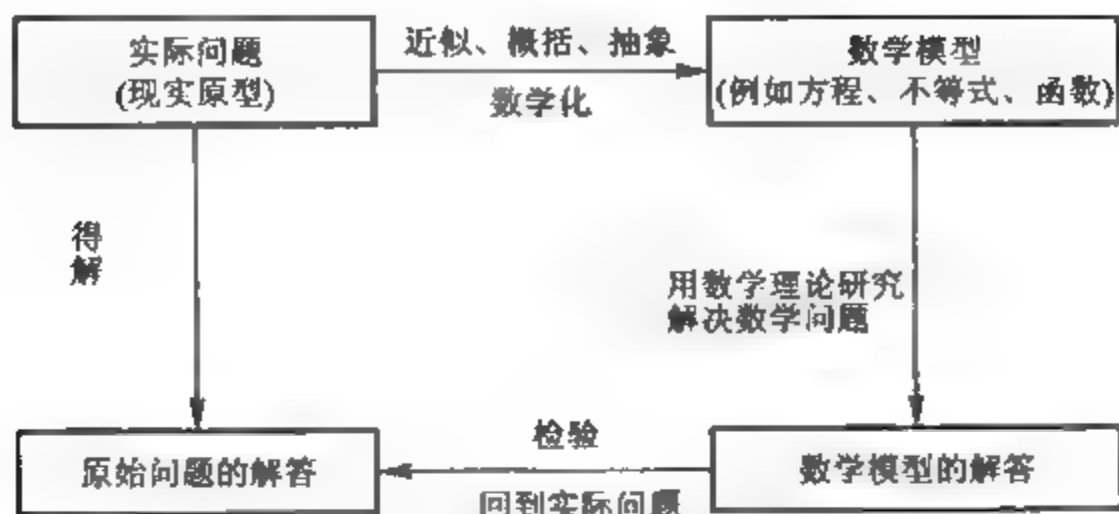 实际问题
(现实原型)
近似、概括、抽象
数学化
数学模型
(例如方程、不等式、函数)
得
解
用数学理论研究
解决数学问题
原始问题的解答
检验
回到实际问题
数学模型的解答